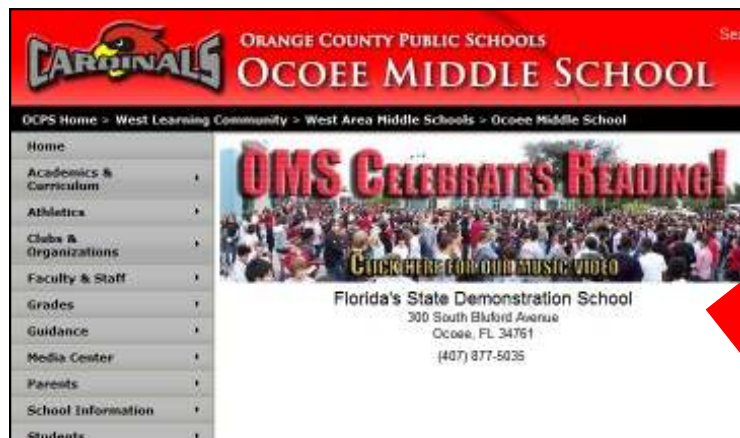 CARDINALS
ORANGE COUNTY PUBLIC SCHOOLS
OCOEE MIDDLE SCHOOL
OCPS Home > West Learning Community > West Area Middle Schools > Ocoee Middle School
Home
Academics &
Curriculum
Athletics
Clubs &
Organizations
Faculty & Staff
Grades
Guidance
Media Center
Parents
School Information
Students
OMS CELEBRATES READING!
CLICK HERE FOR OUR MUSIC VIDEO
Florida's State Demonstration School
300 South Bluford Avenue
Ocoee, FL 34761
(407) 877-5035